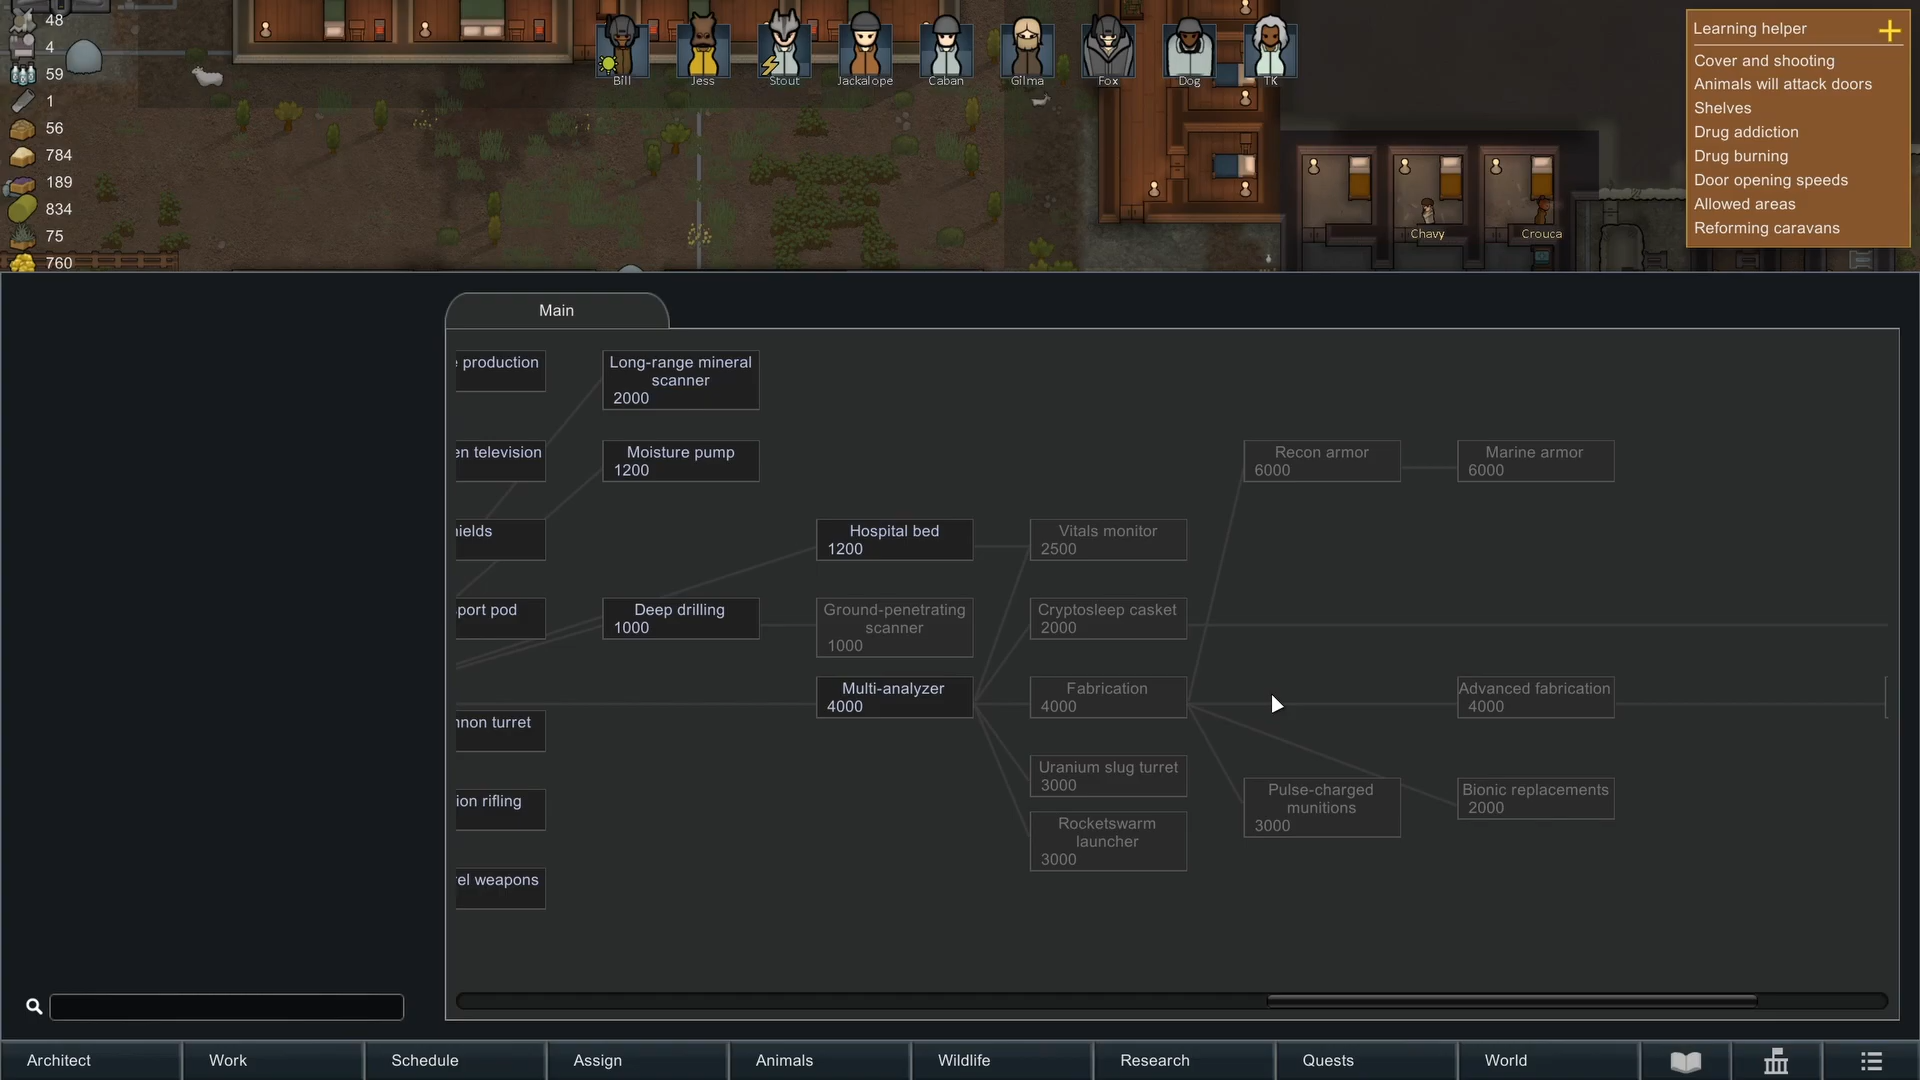 48
4
59
1
56
784
189
834
75
760
Bill
Jess
Stout
Jackalope
Caban
Gilma
Fox
Dog
TK
Chavy
Crouca
Learning helper
Cover and shooting
Animals will attack doors
Shelves
Drug addiction
Drug burning
Door opening speeds
Allowed areas
Reforming caravans
Main
e production
Long-range mineral
scanner
2000
en television
Moisture pump
1200
Recon armor
6000
Marine armor
6000
hields
Hospital bed
1200
Vitals monitor
2500
sport pod
Deep drilling
1000
Ground-penetrating
scanner
1000
Cryptosleep casket
2000
Multi-analyzer
4000
Fabrication
4000
Advanced fabrication
4000
nnon turret
Uranium slug turret
3000
Pulse-charged
munitions
3000
Bionic replacements
2000
ion rifling
Rocketswarm
launcher
3000
rel weapons
Architect
Work
Schedule
Assign
Animals
Wildlife
Research
Quests
World